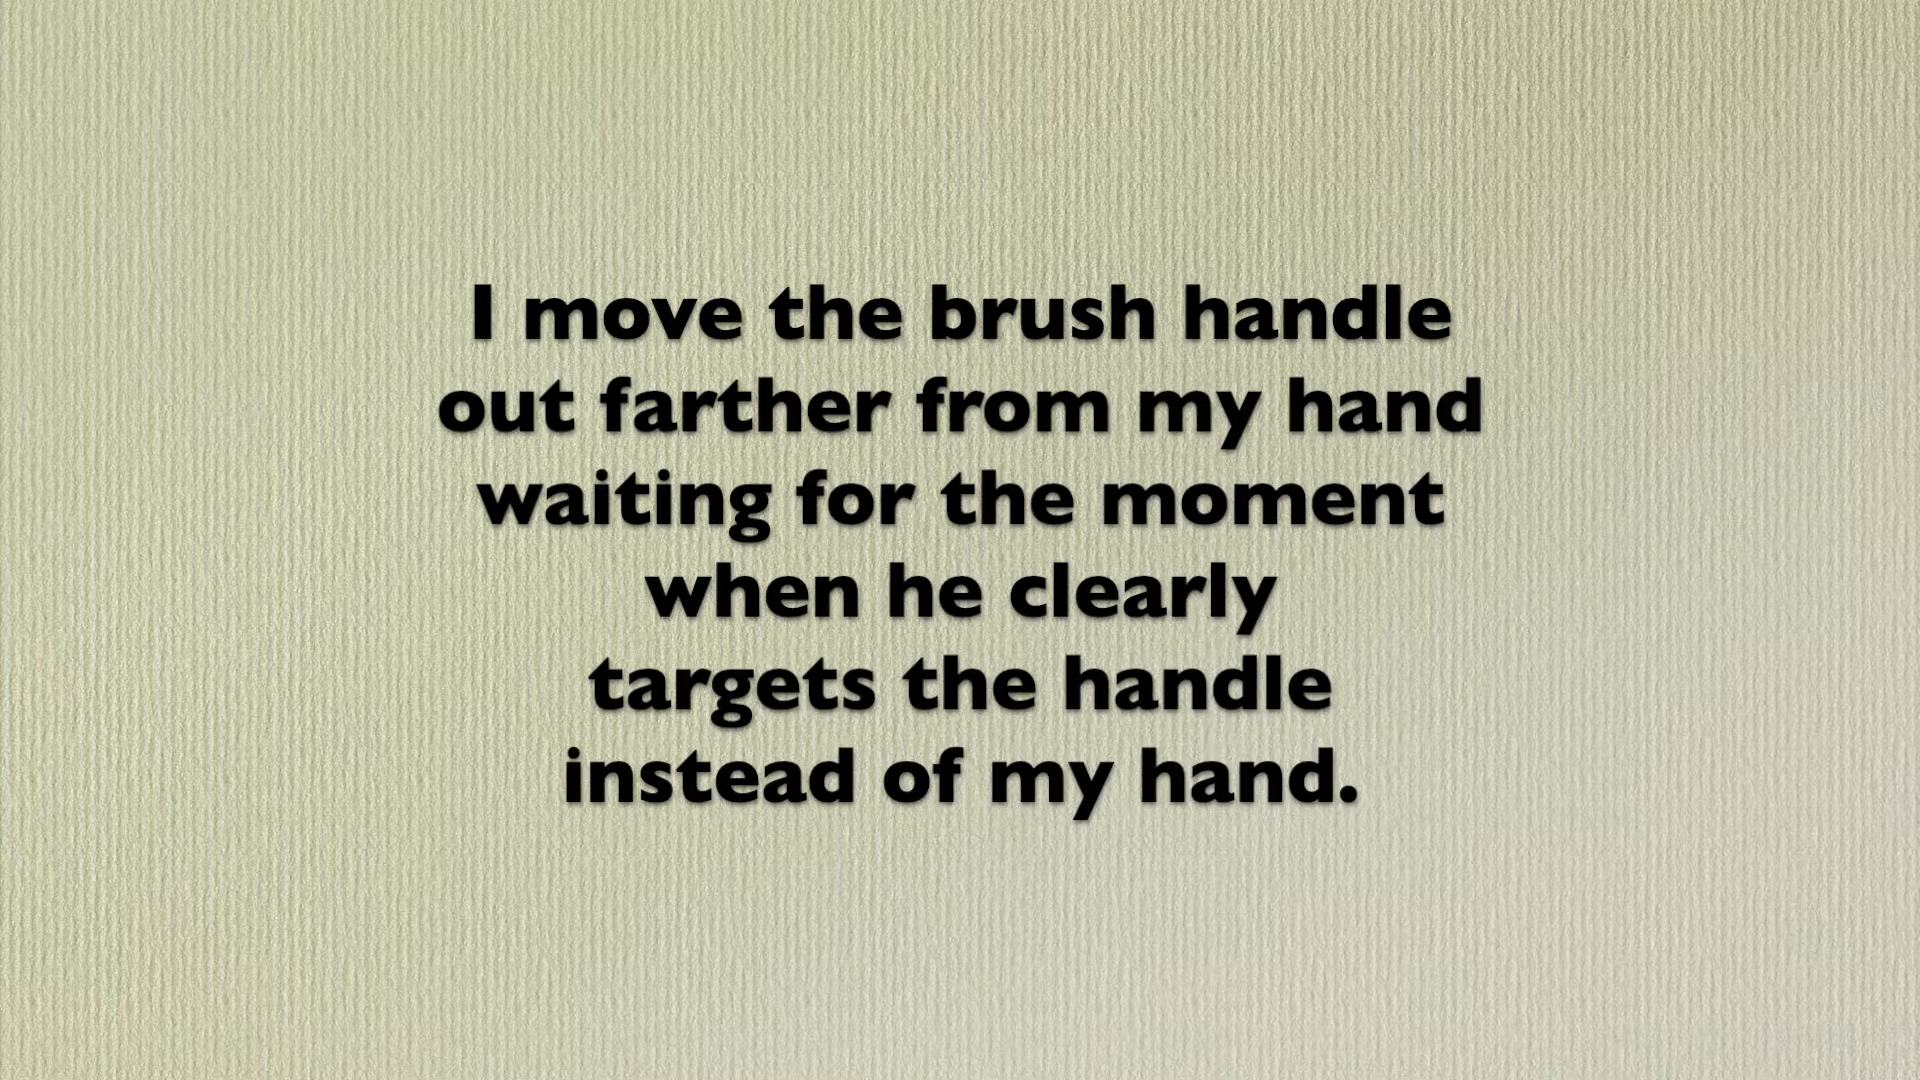 I move the brush handle
out farther from my hand
waiting for the moment
when he clearly
targets the handle
instead of my hand.